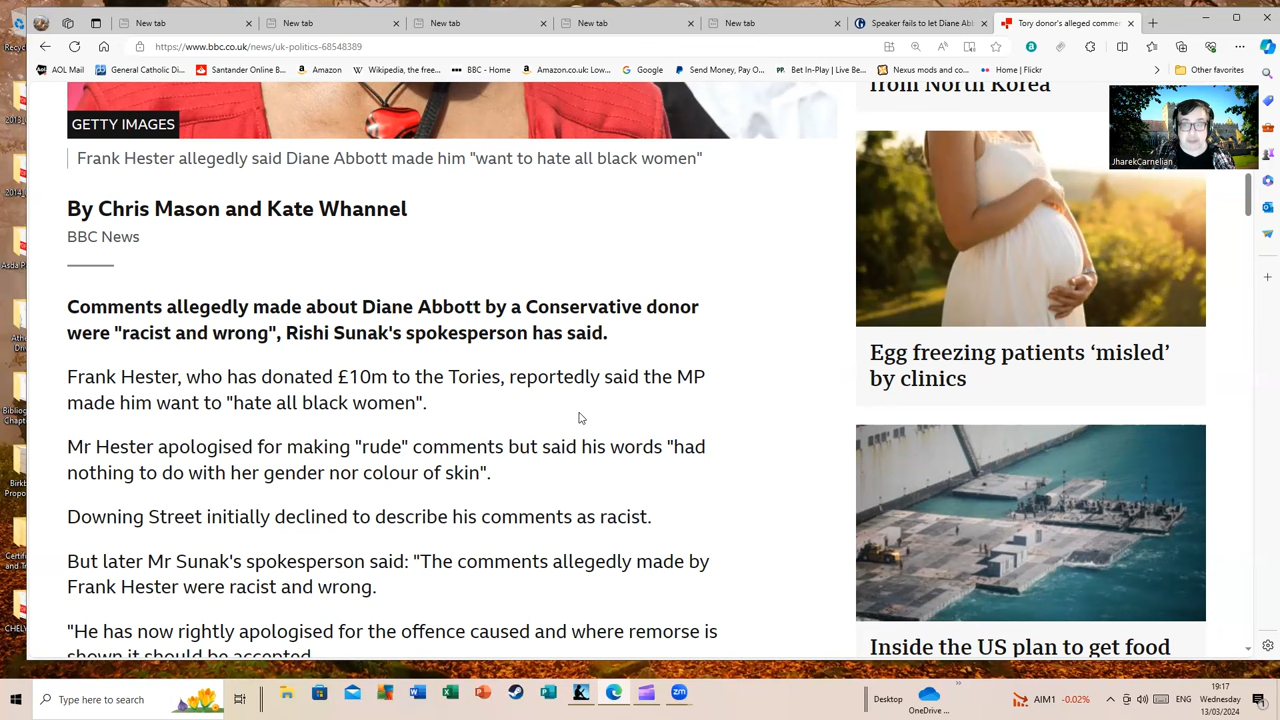 New tab
New tab
New tab
New tab
New tab
Speaker fails to let Diane Ab
Tory donor's alleged comme
https://www.bbc.co.uk/news/uk-politics-68548389
AOL Mail
General Catholic Di...
Santander Online B...
Amazon
Wikipedia, the free...
BBC - Home
Amazon.co.uk: Low...
Google
Send Money, Pay O...
Bet In-Play | Live Be...
Nexus mods and co...
Home | Flickr
Other favorites
GETTY IMAGES
Frank Hester allegedly said Diane Abbott made him "want to hate all black women"
By Chris Mason and Kate Whannel
BBC News
Comments allegedly made about Diane Abbott by a Conservative donor
were "racist and wrong", Rishi Sunak's spokesperson has said.
Frank Hester, who has donated £10m to the Tories, reportedly said the MP
made him want to "hate all black women".
Mr Hester apologised for making "rude" comments but said his words "had
nothing to do with her gender nor colour of skin".
Downing Street initially declined to describe his comments as racist.
But later Mr Sunak's spokesperson said: "The comments allegedly made by
Frank Hester were racist and wrong.
"He has now rightly apologised for the offence caused and where remorse is
shown it should be accepted.
from North Korea
JharekCarnelian
Egg freezing patients ‘misled’
by clinics
Inside the US plan to get food
Type here to search
Desktop
OneDrive ...
AIM1 -0.02%
ENG
19:17
Wednesday
13/03/2024